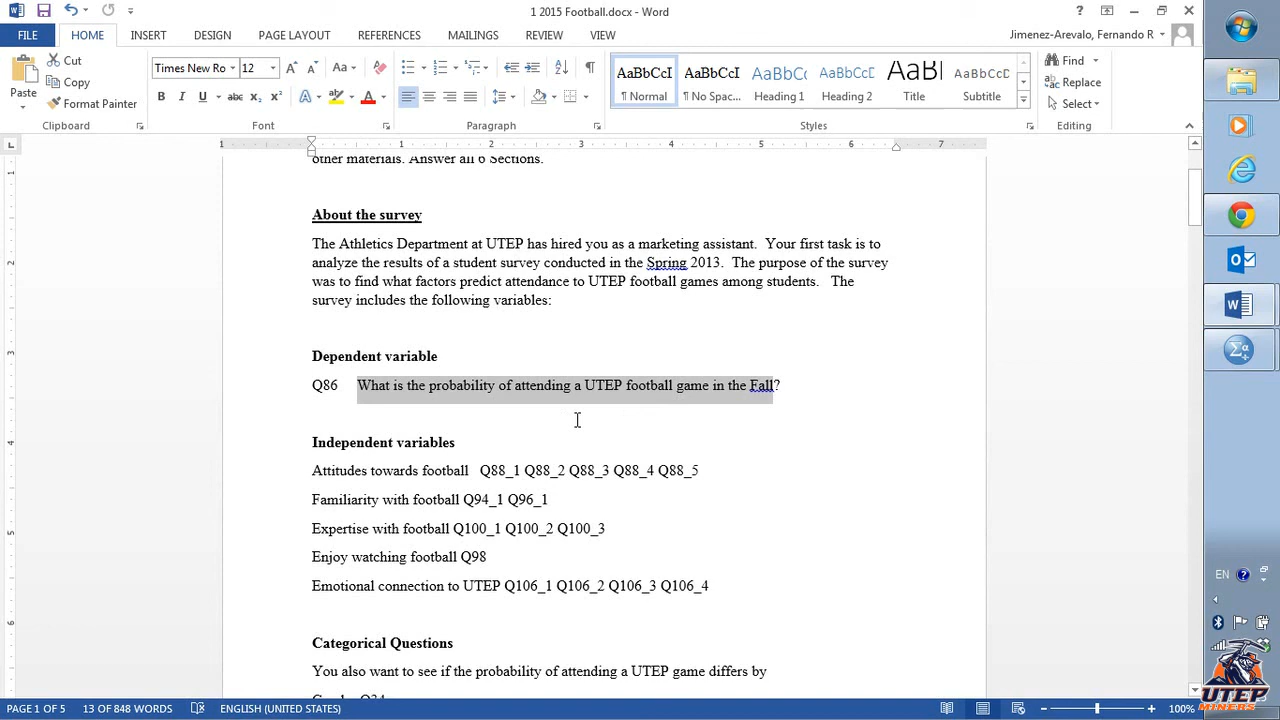 1 2015 Football.docx - Word
FILE HOME INSERT DESIGN PAGE LAYOUT REFERENCES MAILINGS REVIEW VIEW
Jimenez-Arevalo, Fernando R
Paste
Cut
Copy
Format Painter
Clipboard
Times New Ro 12
Font
Paragraph
AaBbCcI AaBbCcI AaBbC AaBbCcI AaBl AaBbCcI
¶ Normal ¶ No Spac... Heading 1 Heading 2 Title Subtitle
Styles
Find
Replace
Select
Editing
other materials. Answer all 6 Sections.
About the survey
The Athletics Department at UTEP has hired you as a marketing assistant. Your first task is to
analyze the results of a student survey conducted in the Spring 2013. The purpose of the survey
was to find what factors predict attendance to UTEP football games among students. The
survey includes the following variables:
Dependent variable
Q86 What is the probability of attending a UTEP football game in the Fall?
Independent variables
Attitudes towards football Q88_1 Q88_2 Q88_3 Q88_4 Q88_5
Familiarity with football Q94_1 Q96_1
Expertise with football Q100_1 Q100_2 Q100_3
Enjoy watching football Q98
Emotional connection to UTEP Q106_1 Q106_2 Q106_3 Q106_4
Categorical Questions
You also want to see if the probability of attending a UTEP game differs by
PAGE 1 OF 5 13 OF 848 WORDS ENGLISH (UNITED STATES) 100%
EN
UTEP
MINERS